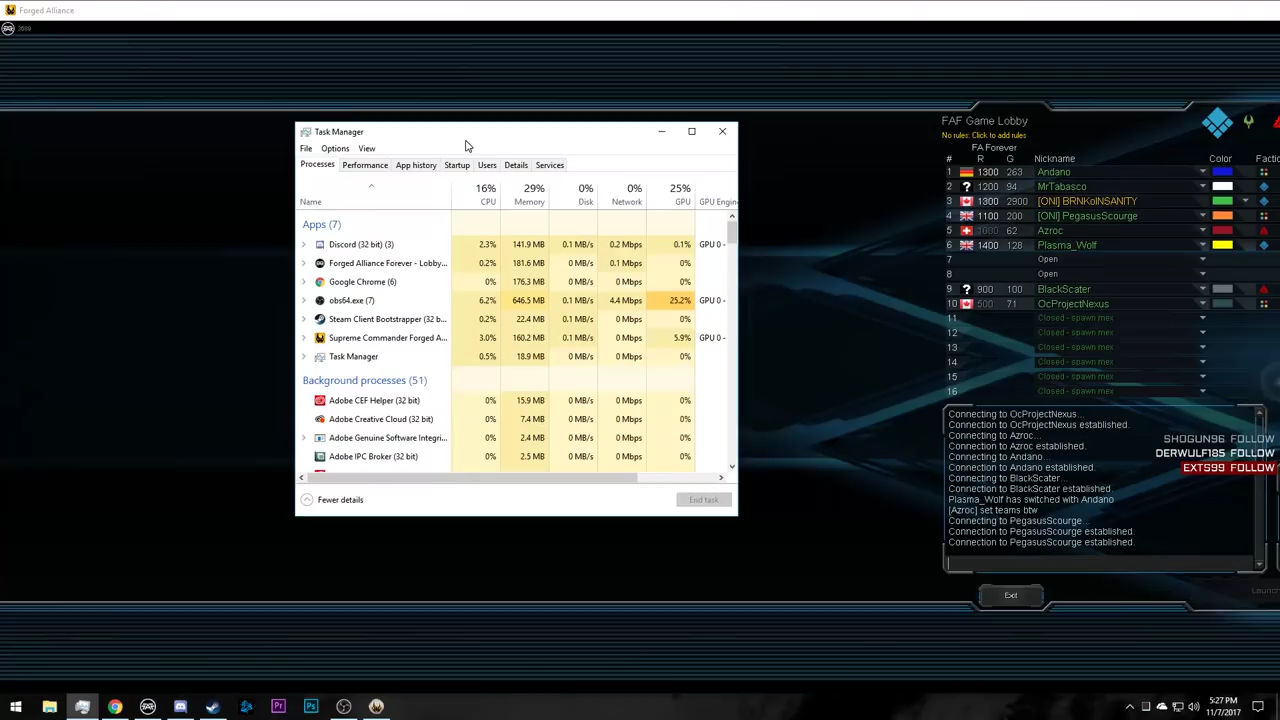 Forged Alliance
Task Manager
File Options View
Processes Performance App history Startup Users Details Services
16% 29% 0% 0% 25%
Name CPU Memory Disk Network GPU GPU Engin
Apps (7)
Discord (32 bit) (3) 2.3% 141.9 MB 0.1 MB/s 0.2 Mbps 0.1% GPU 0 -
Forged Alliance Forever - Lobby... 0.2% 181.6 MB 0 MB/s 0.1 Mbps 0%
Google Chrome (6) 0% 176.3 MB 0 MB/s 0 Mbps 0%
obs64.exe (7) 6.2% 646.5 MB 0.1 MB/s 4.4 Mbps 25.2% GPU 0 -
Steam Client Bootstrapper (32 b... 0.2% 22.4 MB 0.1 MB/s 0 Mbps 0%
Supreme Commander Forged A... 3.0% 160.2 MB 0 MB/s 0 Mbps 5.9% GPU 0 -
Task Manager 0.5% 18.9 MB 0 MB/s 0 Mbps 0%
Background processes (51)
Adobe CEF Helper (32 bit) 0% 15.9 MB 0 MB/s 0 Mbps 0%
Adobe Creative Cloud (32 bit) 0% 7.4 MB 0 MB/s 0 Mbps 0%
Adobe Genuine Software Integri... 0% 2.4 MB 0 MB/s 0 Mbps 0%
Adobe IPC Broker (32 bit) 0% 2.5 MB 0 MB/s 0 Mbps 0%
Fewer details End task
FAF Game Lobby
No rules: Click to add rules
FA Forever
# R G Nickname Color Factio
1 1300 263 Andano
2 ? 1200 94 MrTabasco
3 1300 2900 [ONI] BRNKoINSANITY
4 1100 200 [ONI] PegasusScourge
5 1000 62 Azroc
6 1400 128 Plasma_Wolf
7 Open
8 Open
9 ? 900 100 BlackScater
10 500 71 OcProjectNexus
11 Closed - spawn mex
12 Closed - spawn mex
13 Closed - spawn mex
14 Closed - spawn mex
15 Closed - spawn mex
16 Closed - spawn mex
Connecting to OcProjectNexus...
Connection to OcProjectNexus established.
Connecting to Azroc...
Connection to Azroc established.
Connecting to Andano...
Connection to Andano established.
Connecting to BlackScater...
Connection to BlackScater established.
Plasma_Wolf has switched with Andano
[Azroc] set teams btw
Connecting to PegasusScourge...
Connection to PegasusScourge established.
Connection to PegasusScourge established.
SHOGUN96 FOLLOW
DERWULF185 FOLLOW
EXTS99 FOLLOW
Exit
Launch
Pr Ps
5:27 PM
11/7/2017